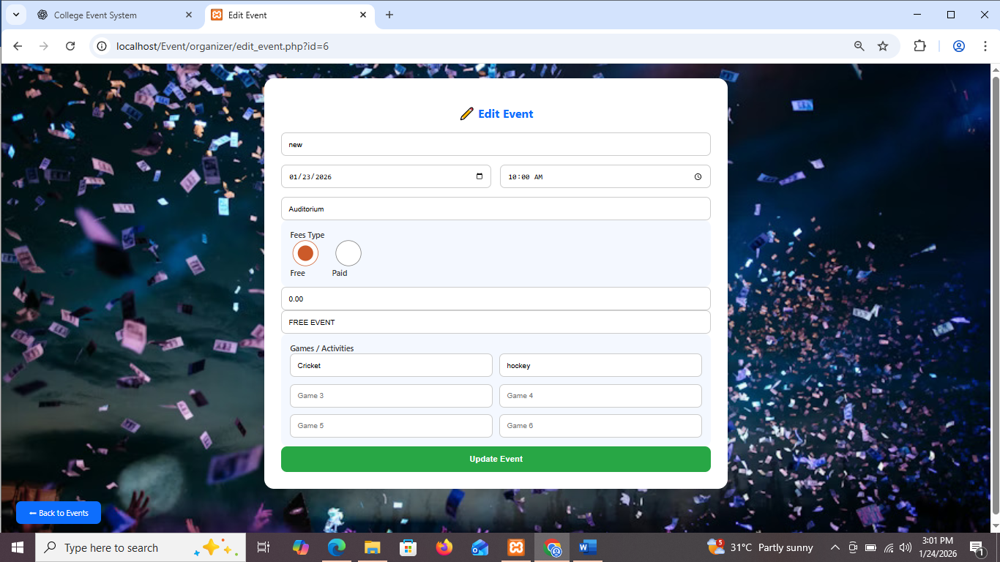 College Event System
Edit Event
localhost/Event/organizer/edit_event.php?id=6
Edit Event
new
01/23/2026
10:00 AM
Auditorium
Fees Type
Free
Paid
0.00
FREE EVENT
Games / Activities
Cricket
hockey
Game 3
Game 4
Game 5
Game 6
Update Event
⬅ Back to Events
Type here to search
5
31°C Partly sunny
3:01 PM
1/24/2026
1